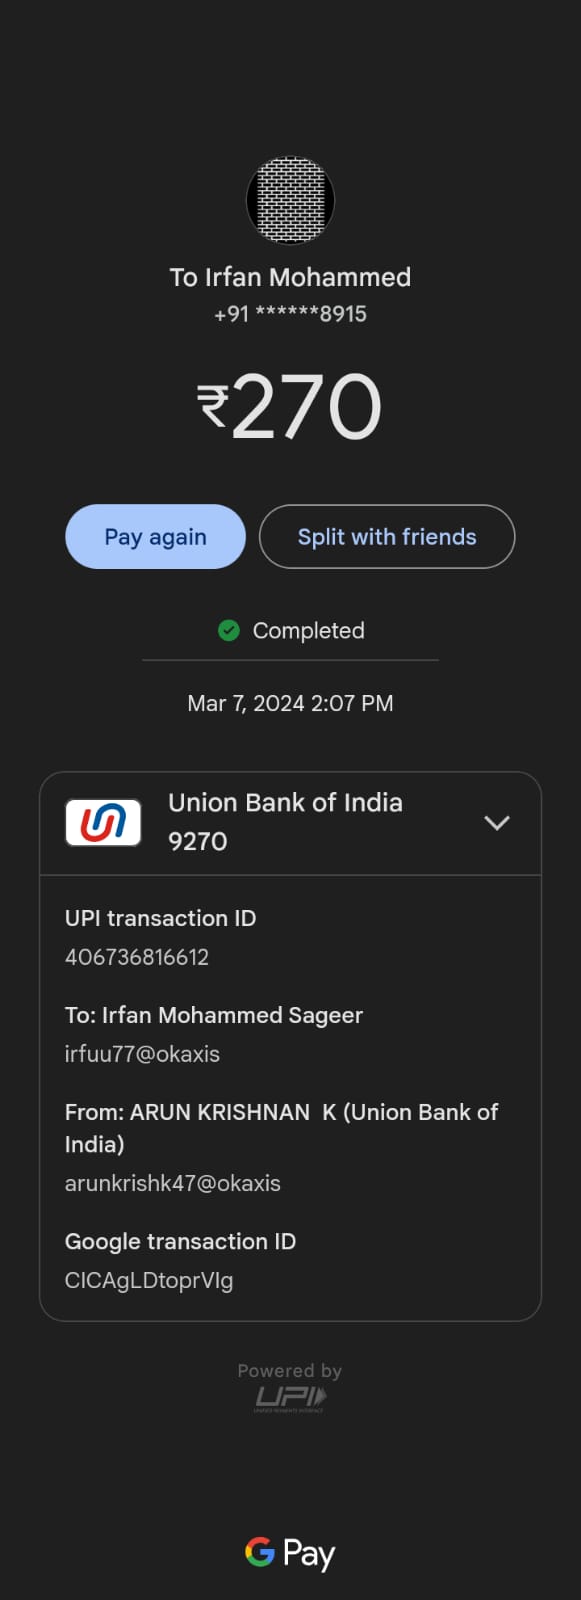 To Irfan Mohammed
+91 ******8915
₹270
Pay again
Split with friends
Completed
Mar 7, 2024 2:07 PM
Union Bank of India
9270
UPI transaction ID
406736816612
To: Irfan Mohammed Sageer
irfuu77@okaxis
From: ARUN KRISHNAN  K (Union Bank of
India)
arunkrishk47@okaxis
Google transaction ID
CICAgLDtoprVIg
Powered by
UPI
UNIFIED PAYMENTS INTERFACE
G Pay